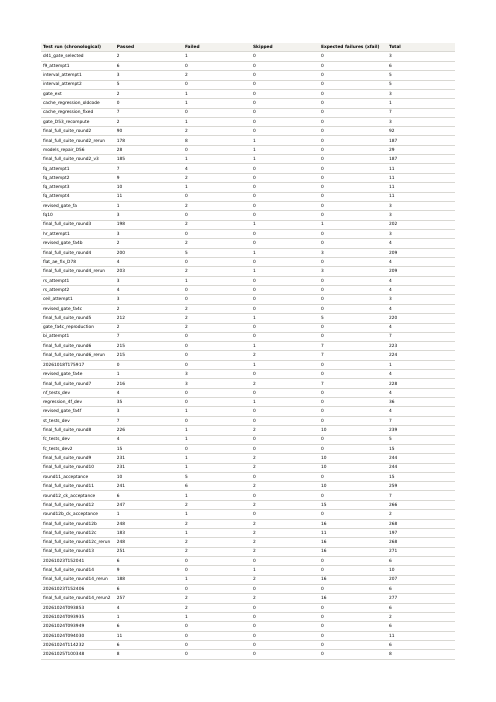 Test run (chronological) Passed Failed Skipped Expected failures (xfail) Total
d41_gate_selected 2 1 0 0 3
f9_attempt1 6 0 0 0 6
interval_attempt1 3 2 0 0 5
interval_attempt2 5 0 0 0 5
gate_ext 2 1 0 0 3
cache_regression_oldcode 0 1 0 0 1
cache_regression_fixed 7 0 0 0 7
gate_D53_recompute 2 1 0 0 3
final_full_suite_round2 90 2 0 0 92
final_full_suite_round2_rerun 178 8 1 0 187
models_repair_D56 28 0 1 0 29
final_full_suite_round2_v3 185 1 1 0 187
fq_attempt1 7 4 0 0 11
fq_attempt2 9 2 0 0 11
fq_attempt3 10 1 0 0 11
fq_attempt4 11 0 0 0 11
revised_gate_fa 1 2 0 0 3
fq10 3 0 0 0 3
final_full_suite_round3 198 2 1 1 202
hr_attempt1 3 0 0 0 3
revised_gate_fa4b 2 2 0 0 4
final_full_suite_round4 200 5 1 3 209
flat_ae_fix_D78 4 0 0 0 4
final_full_suite_round4_rerun 203 2 1 3 209
rs_attempt1 3 1 0 0 4
rs_attempt2 4 0 0 0 4
ceil_attempt1 3 0 0 0 3
revised_gate_fa4c 2 2 0 0 4
final_full_suite_round5 212 2 1 5 220
gate_fa4c_reproduction 2 2 0 0 4
bi_attempt1 7 0 0 0 7
final_full_suite_round6 215 0 1 7 223
final_full_suite_round6_rerun 215 0 2 7 224
20261018T175917 0 0 1 0 1
revised_gate_fa4e 1 3 0 0 4
final_full_suite_round7 216 3 2 7 228
nf_tests_dev 4 0 0 0 4
regression_4f_dev 35 0 1 0 36
revised_gate_fa4f 3 1 0 0 4
st_tests_dev 7 0 0 0 7
final_full_suite_round8 226 1 2 10 239
fc_tests_dev 4 1 0 0 5
fc_tests_dev2 15 0 0 0 15
final_full_suite_round9 231 1 2 10 244
final_full_suite_round10 231 1 2 10 244
round11_acceptance 10 5 0 0 15
final_full_suite_round11 241 6 2 10 259
round12_ck_acceptance 6 1 0 0 7
final_full_suite_round12 247 2 2 15 266
round12b_ck_acceptance 1 1 0 0 2
final_full_suite_round12b 248 2 2 16 268
final_full_suite_round12c 183 1 2 11 197
final_full_suite_round12c_rerun 248 2 2 16 268
final_full_suite_round13 251 2 2 16 271
20261023T152041 6 0 0 0 6
final_full_suite_round14 9 0 1 0 10
final_full_suite_round14_rerun 188 1 2 16 207
20261023T152406 6 0 0 0 6
final_full_suite_round14_rerun2 257 2 2 16 277
20261024T093853 4 2 0 0 6
20261024T093935 1 1 0 0 2
20261024T093949 6 0 0 0 6
20261024T094030 11 0 0 0 11
20261024T114232 6 0 0 0 6
20261025T100348 8 0 0 0 8